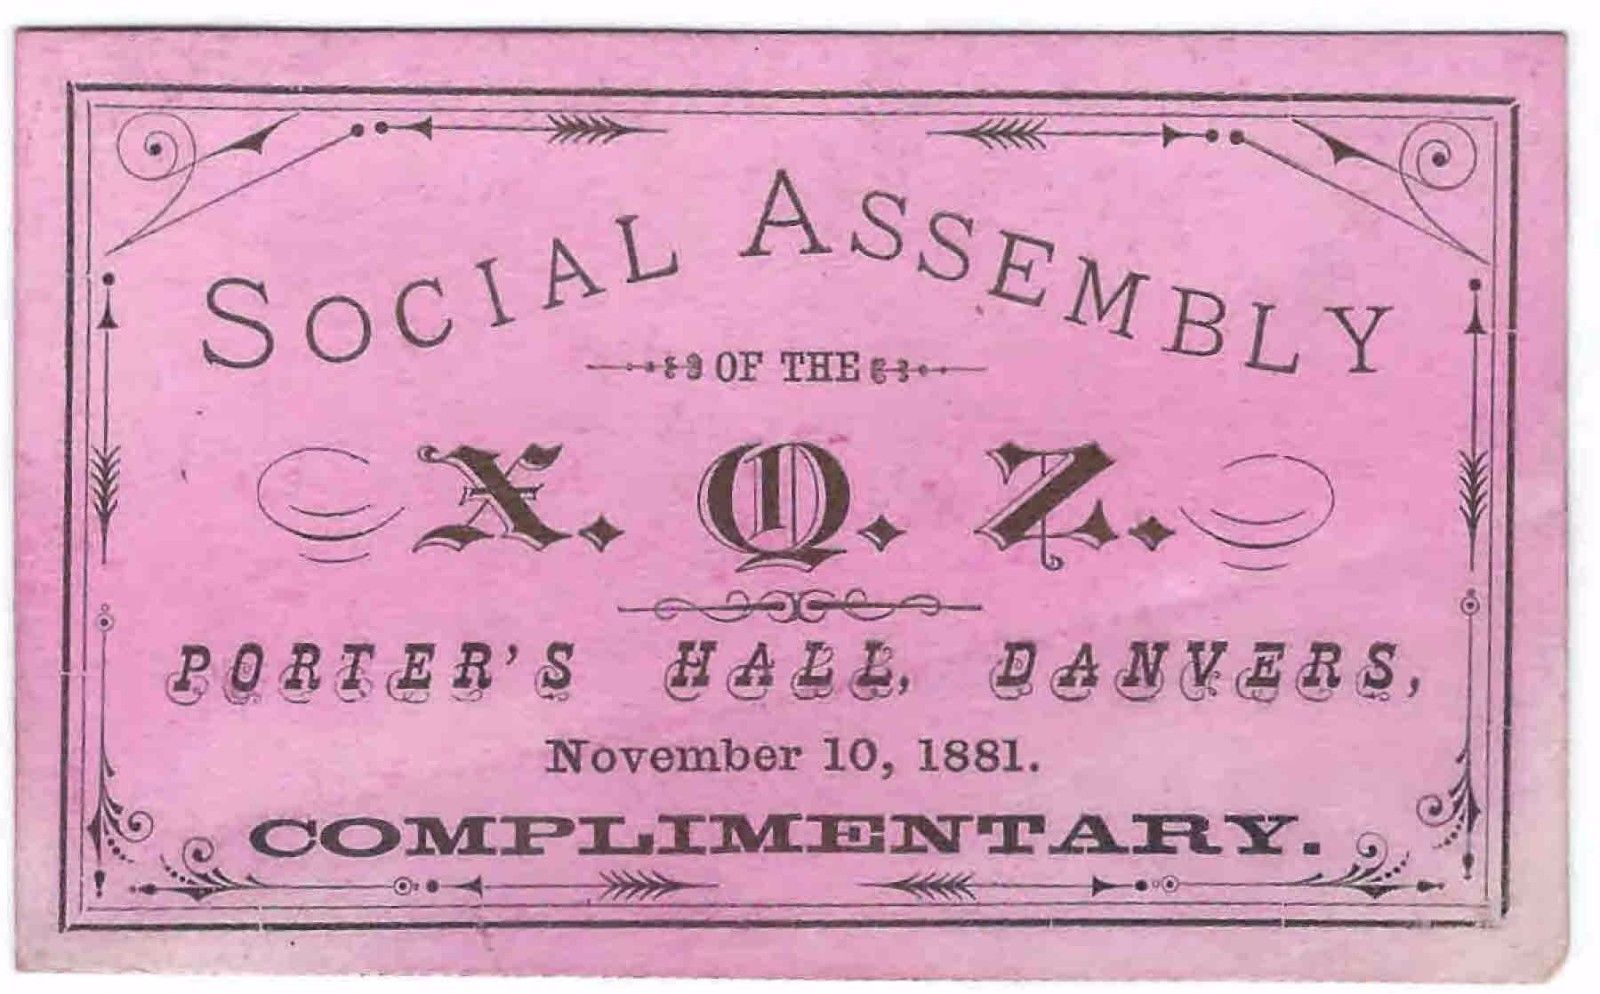 SOCIAL ASSEMBLY
OF THE
X. Q. Z.
PORTER'S HALL, DANVERS,
November 10, 1881.
COMPLIMENTARY.